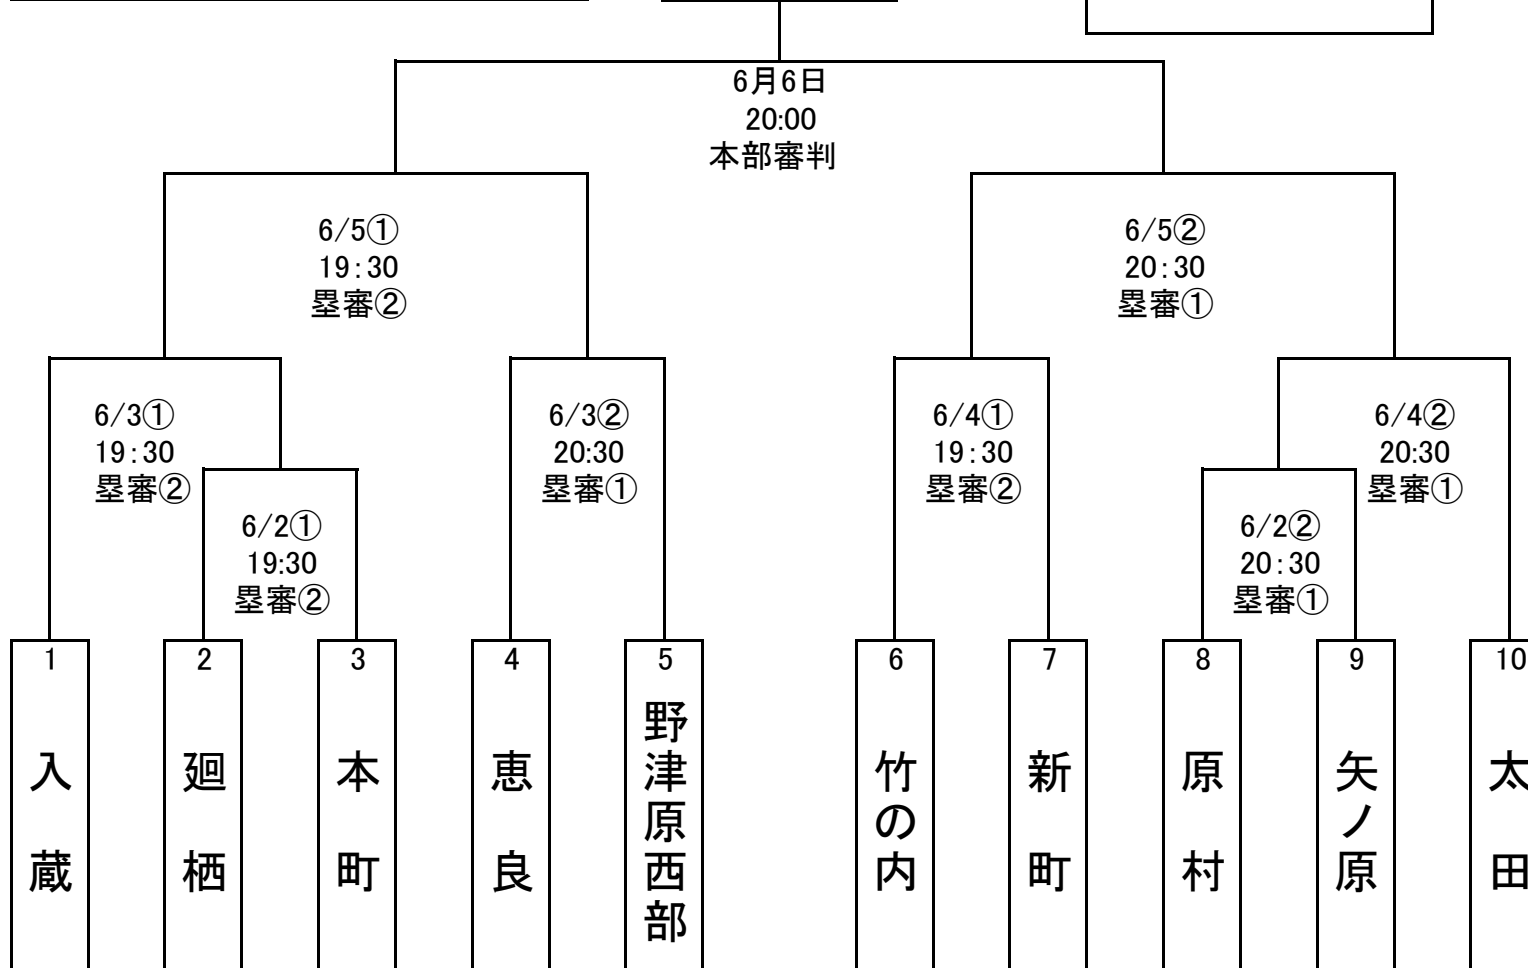 6月6日
20:00
本部審判
6/5①
19:30
塁審②
6/5②
20:30
塁審①
6/3①
19:30
塁審②
6/3②
20:30
塁審①
6/4①
19:30
塁審②
6/4②
20:30
塁審①
6/2①
19:30
塁審②
6/2②
20:30
塁審①
1
入蔵
2
廻栖
3
本町
4
恵良
5
野津原西部
6
竹の内
7
新町
8
原村
9
矢ノ原
10
太田